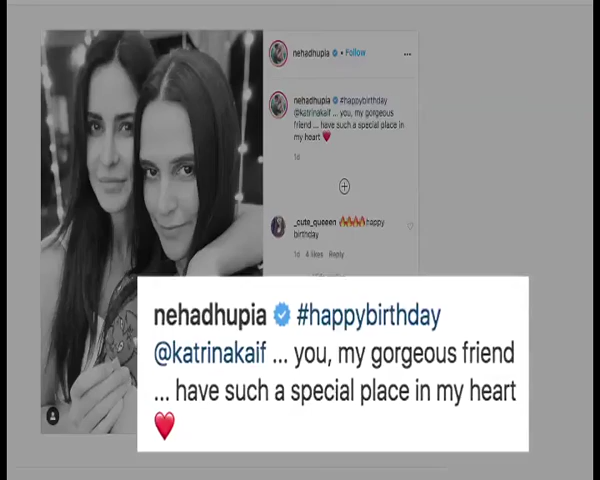 nehadhupia • Follow
nehadhupia #happybirthday
@katrinakaif ... you, my gorgeous
friend ... have such a special place in
my heart ❤️
1d
_cute_queeen 🔥🔥🔥🔥happy
birthday
1d 4 likes Reply
nehadhupia #happybirthday
@katrinakaif ... you, my gorgeous friend
... have such a special place in my heart
❤️